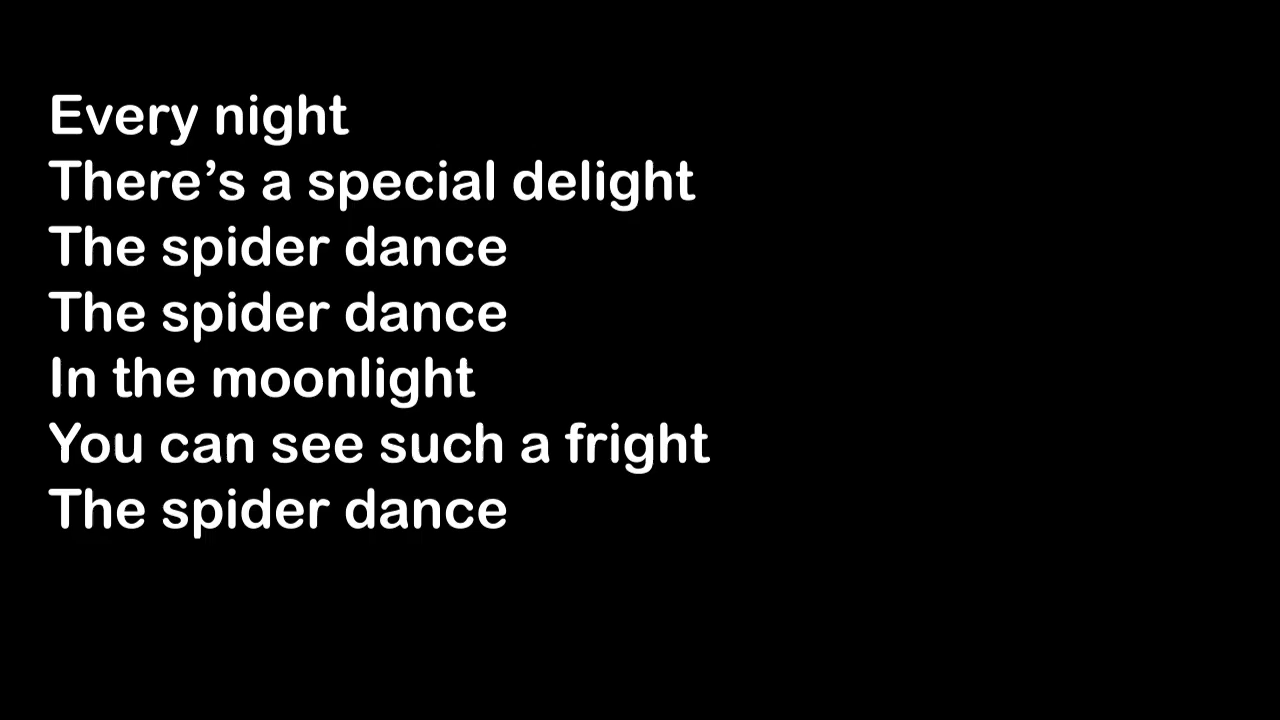 Every night
There’s a special delight
The spider dance
The spider dance
In the moonlight
You can see such a fright
The spider dance